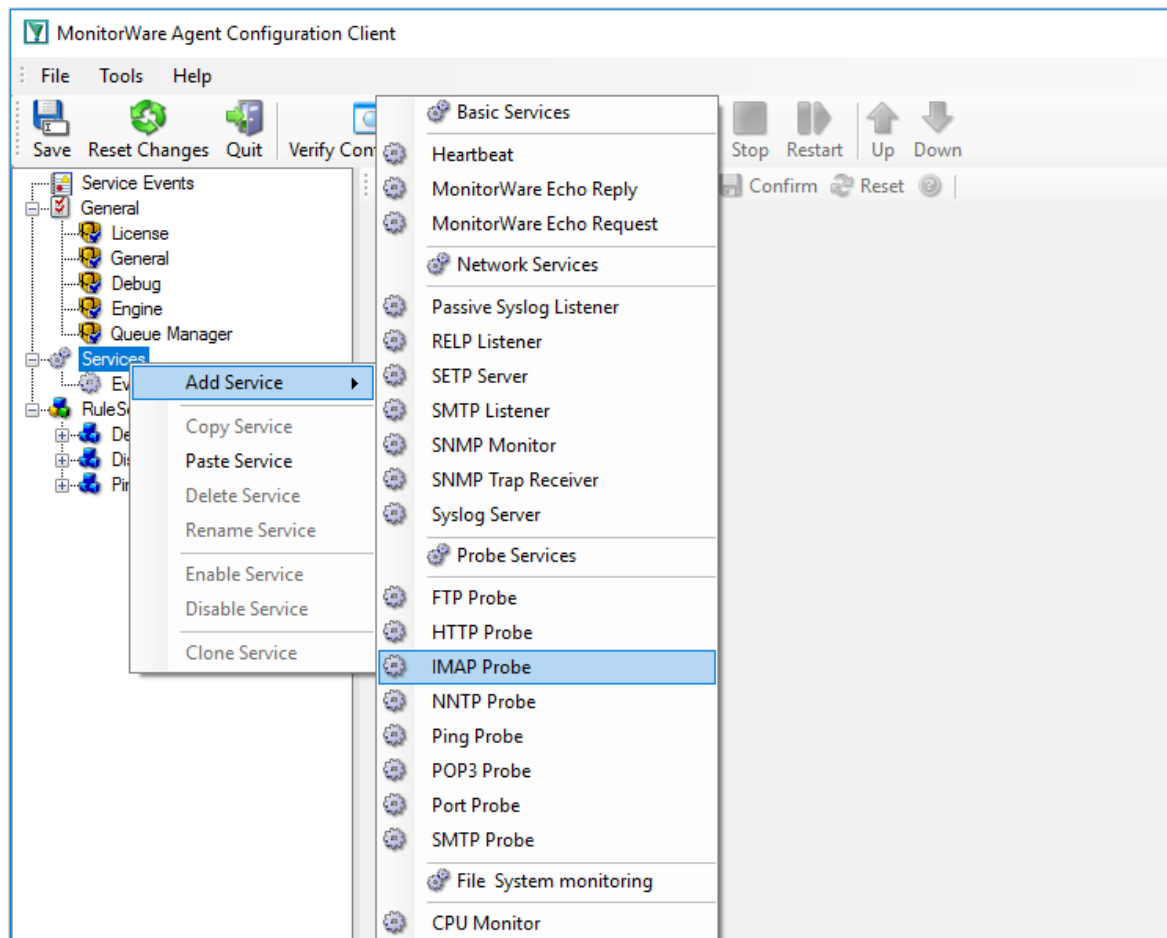 MonitorWare Agent Configuration Client
File Tools Help
Save Reset Changes Quit Verify Stop Restart Up Down
Confirm Reset
Service Events
General
License
General
Debug
Engine
Queue Manager
Services
Add Service
Copy Service
Paste Service
Delete Service
Rename Service
Enable Service
Disable Service
Clone Service
Basic Services
Heartbeat
MonitorWare Echo Reply
MonitorWare Echo Request
Network Services
Passive Syslog Listener
RELP Listener
SETP Server
SMTP Listener
SNMP Monitor
SNMP Trap Receiver
Syslog Server
Probe Services
FTP Probe
HTTP Probe
IMAP Probe
NNTP Probe
Ping Probe
POP3 Probe
Port Probe
SMTP Probe
File System monitoring
CPU Monitor